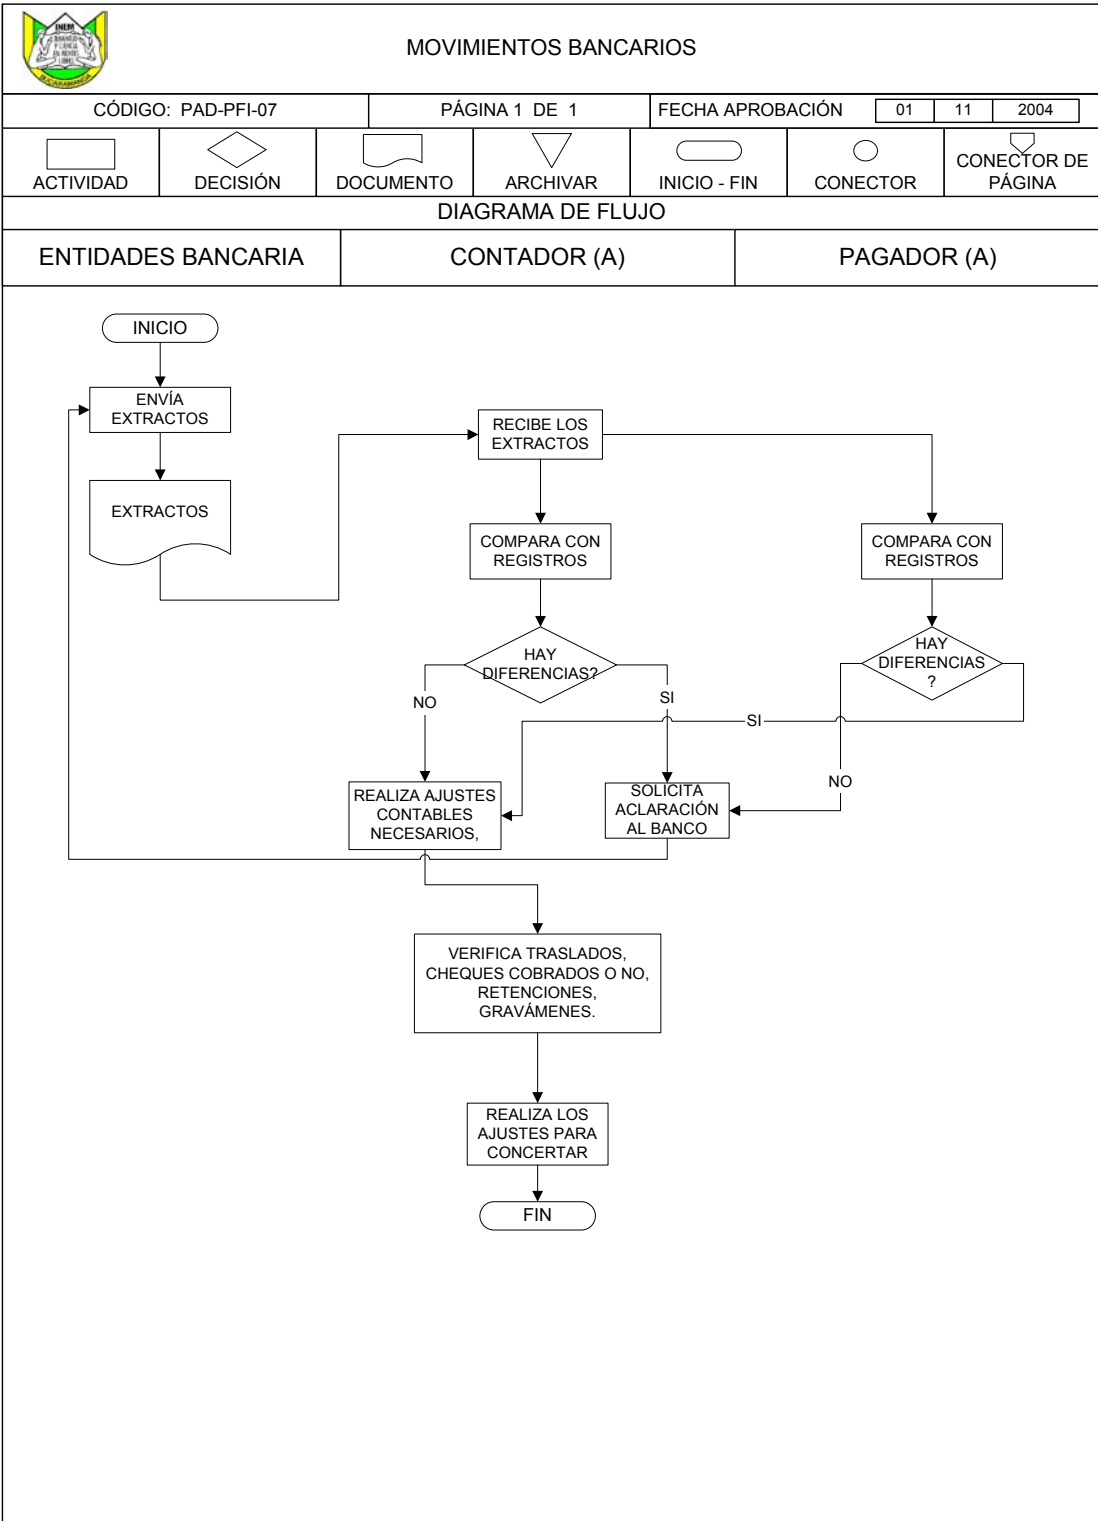 INEM
BUCARAMANGA
MOVIMIENTOS BANCARIOS
CÓDIGO: PAD-PFI-07
PÁGINA 1 DE 1
FECHA APROBACIÓN
01
11
2004
ACTIVIDAD
DECISIÓN
DOCUMENTO
ARCHIVAR
INICIO - FIN
CONECTOR
CONECTOR DE
PÁGINA
DIAGRAMA DE FLUJO
ENTIDADES BANCARIA
CONTADOR (A)
PAGADOR (A)
INICIO
ENVÍA
EXTRACTOS
EXTRACTOS
RECIBE LOS
EXTRACTOS
COMPARA CON
REGISTROS
COMPARA CON
REGISTROS
HAY
DIFERENCIAS?
HAY
DIFERENCIAS
?
NO
SI
SI
NO
REALIZA AJUSTES
CONTABLES
NECESARIOS,
SOLICITA
ACLARACIÓN
AL BANCO
VERIFICA TRASLADOS,
CHEQUES COBRADOS O NO,
RETENCIONES,
GRAVÁMENES.
REALIZA LOS
AJUSTES PARA
CONCERTAR
FIN